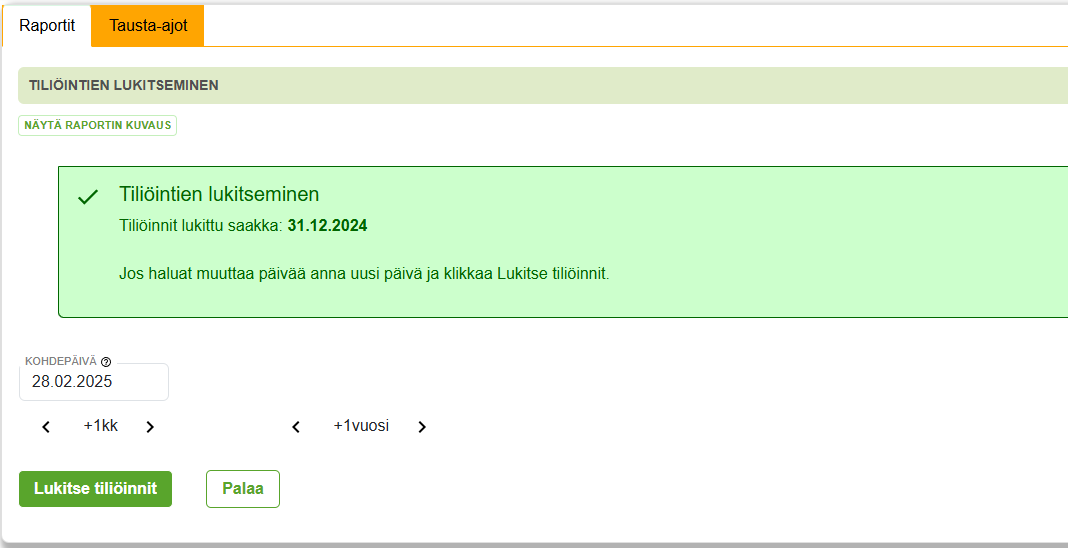 Raportit Tausta-ajot
TILIÖINTIEN LUKITSEMINEN
NÄYTÄ RAPORTIN KUVAUS
Tiliöintien lukitseminen
Tiliöinnit lukittu saakka: 31.12.2024
Jos haluat muuttaa päivää anna uusi päivä ja klikkaa Lukitse tiliöinnit.
KOHDEPÄIVÄ
28.02.2025
+1kk +1vuosi
Lukitse tiliöinnit Palaa